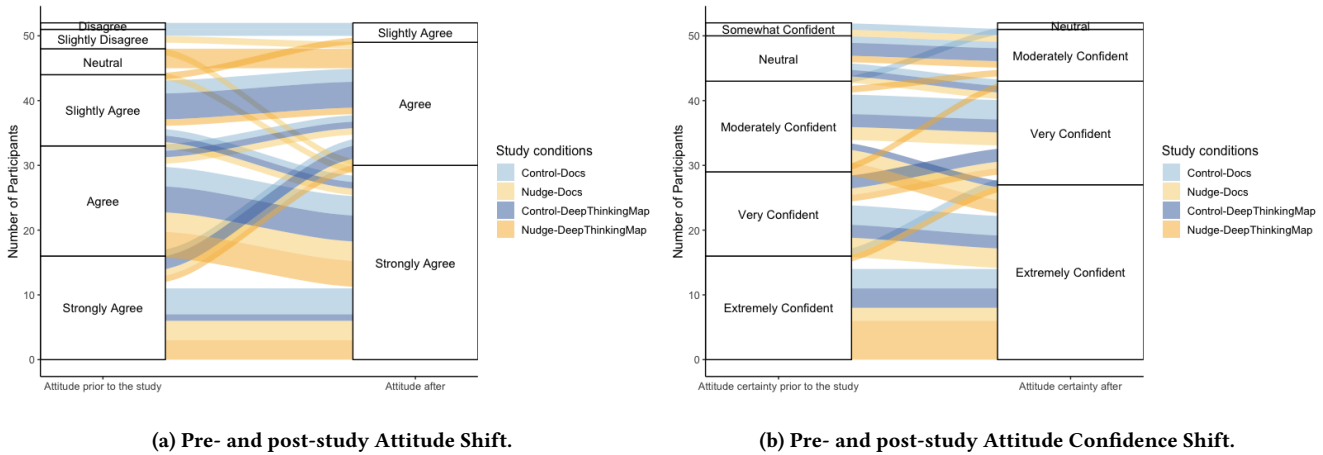 Number of Participants
50
40
30
20
10
0
Disagree
Slightly Disagree
Neutral
Slightly Agree
Agree
Strongly Agree
Slightly Agree
Agree
Strongly Agree
Attitude prior to the study
Attitude after
Study conditions
Control-Docs
Nudge-Docs
Control-DeepThinkingMap
Nudge-DeepThinkingMap
(a) Pre- and post-study Attitude Shift.
Number of Participants
50
40
30
20
10
0
Somewhat Confident
Neutral
Moderately Confident
Very Confident
Extremely Confident
Neutral
Moderately Confident
Very Confident
Extremely Confident
Attitude certainty prior to the study
Attitude certainty after
Study conditions
Control-Docs
Nudge-Docs
Control-DeepThinkingMap
Nudge-DeepThinkingMap
(b) Pre- and post-study Attitude Confidence Shift.